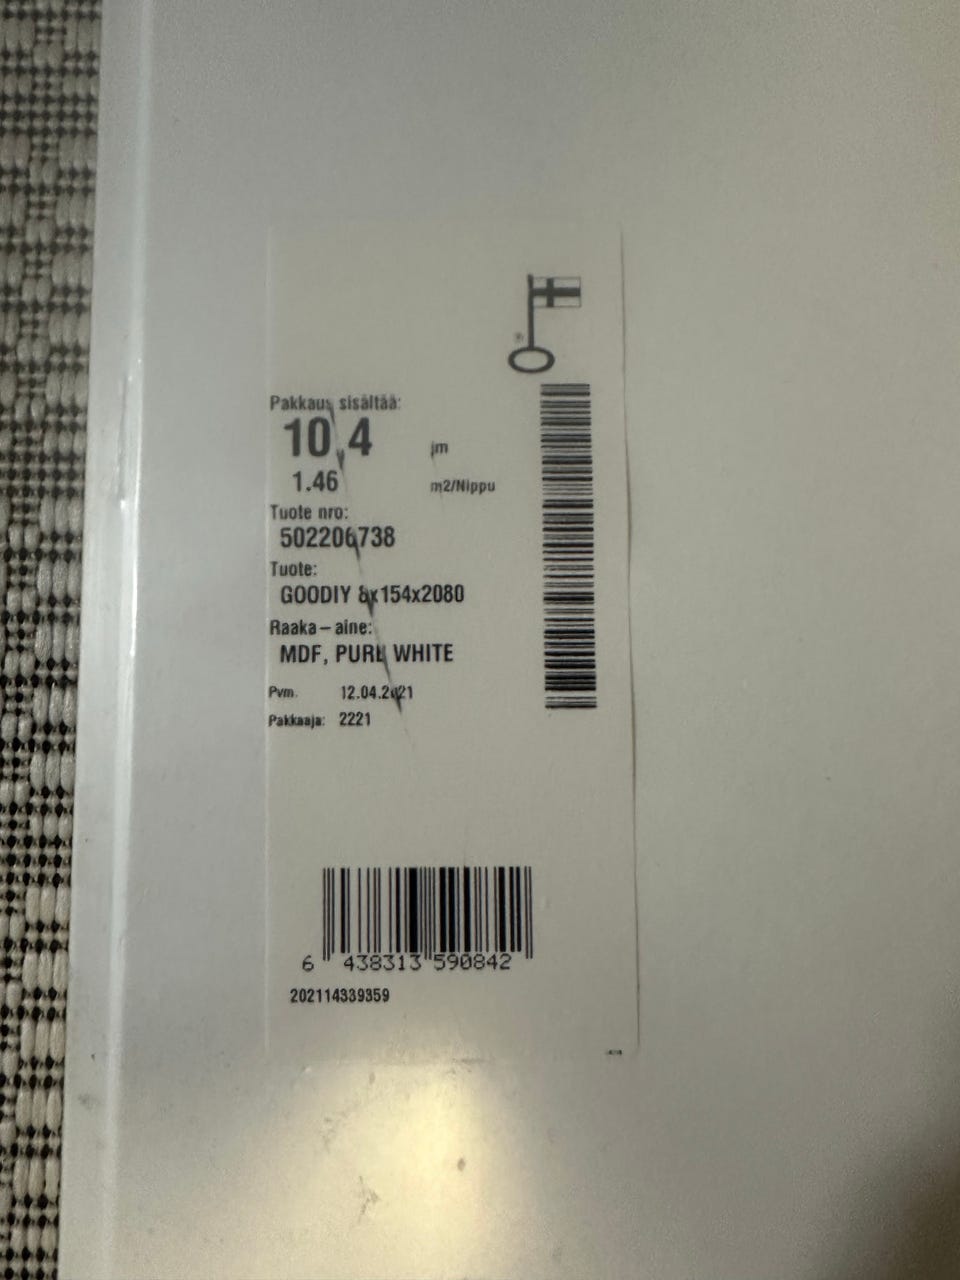 Pakkaus sisältää:
10,4 jm
1.46 m2/Nippu
Tuote nro:
502206738
Tuote:
GOODIY 8x154x2080
Raaka-aine:
MDF, PURE WHITE
Pvm. 12.04.2021
Pakkaaja: 2221
6 438313 590842
202114339359